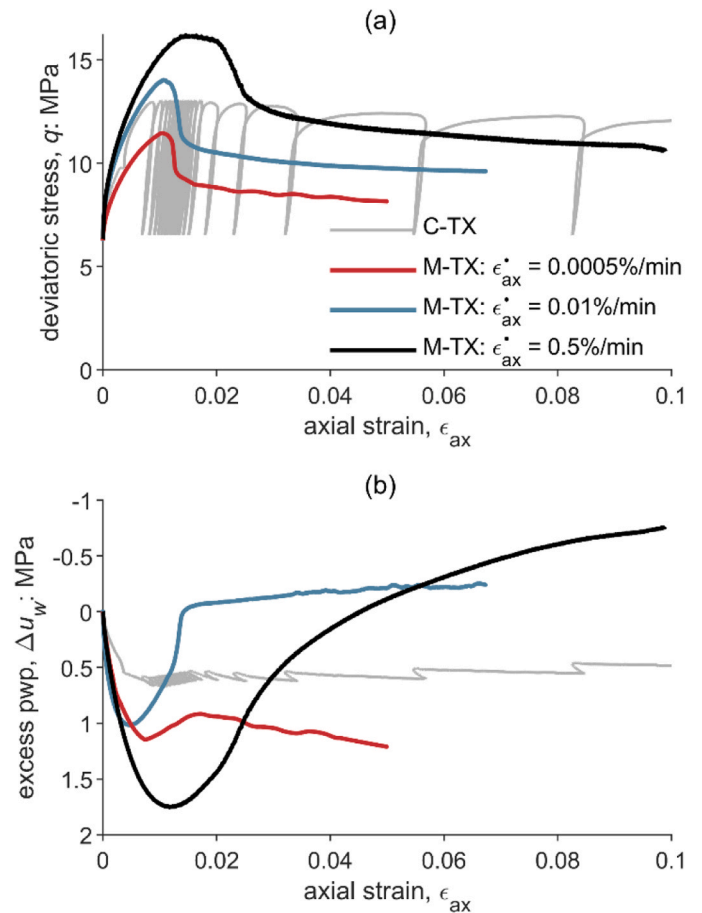 (a)
deviatoric stress, q: MPa
15
10
5
0
C-TX
M-TX: ϵ•ax = 0.0005%/min
M-TX: ϵ•ax = 0.01%/min
M-TX: ϵ•ax = 0.5%/min
0 0.02 0.04 0.06 0.08 0.1
axial strain, ϵax
(b)
excess pwp, Δuw: MPa
-1
-0.5
0
0.5
1
1.5
2
0 0.02 0.04 0.06 0.08 0.1
axial strain, ϵax